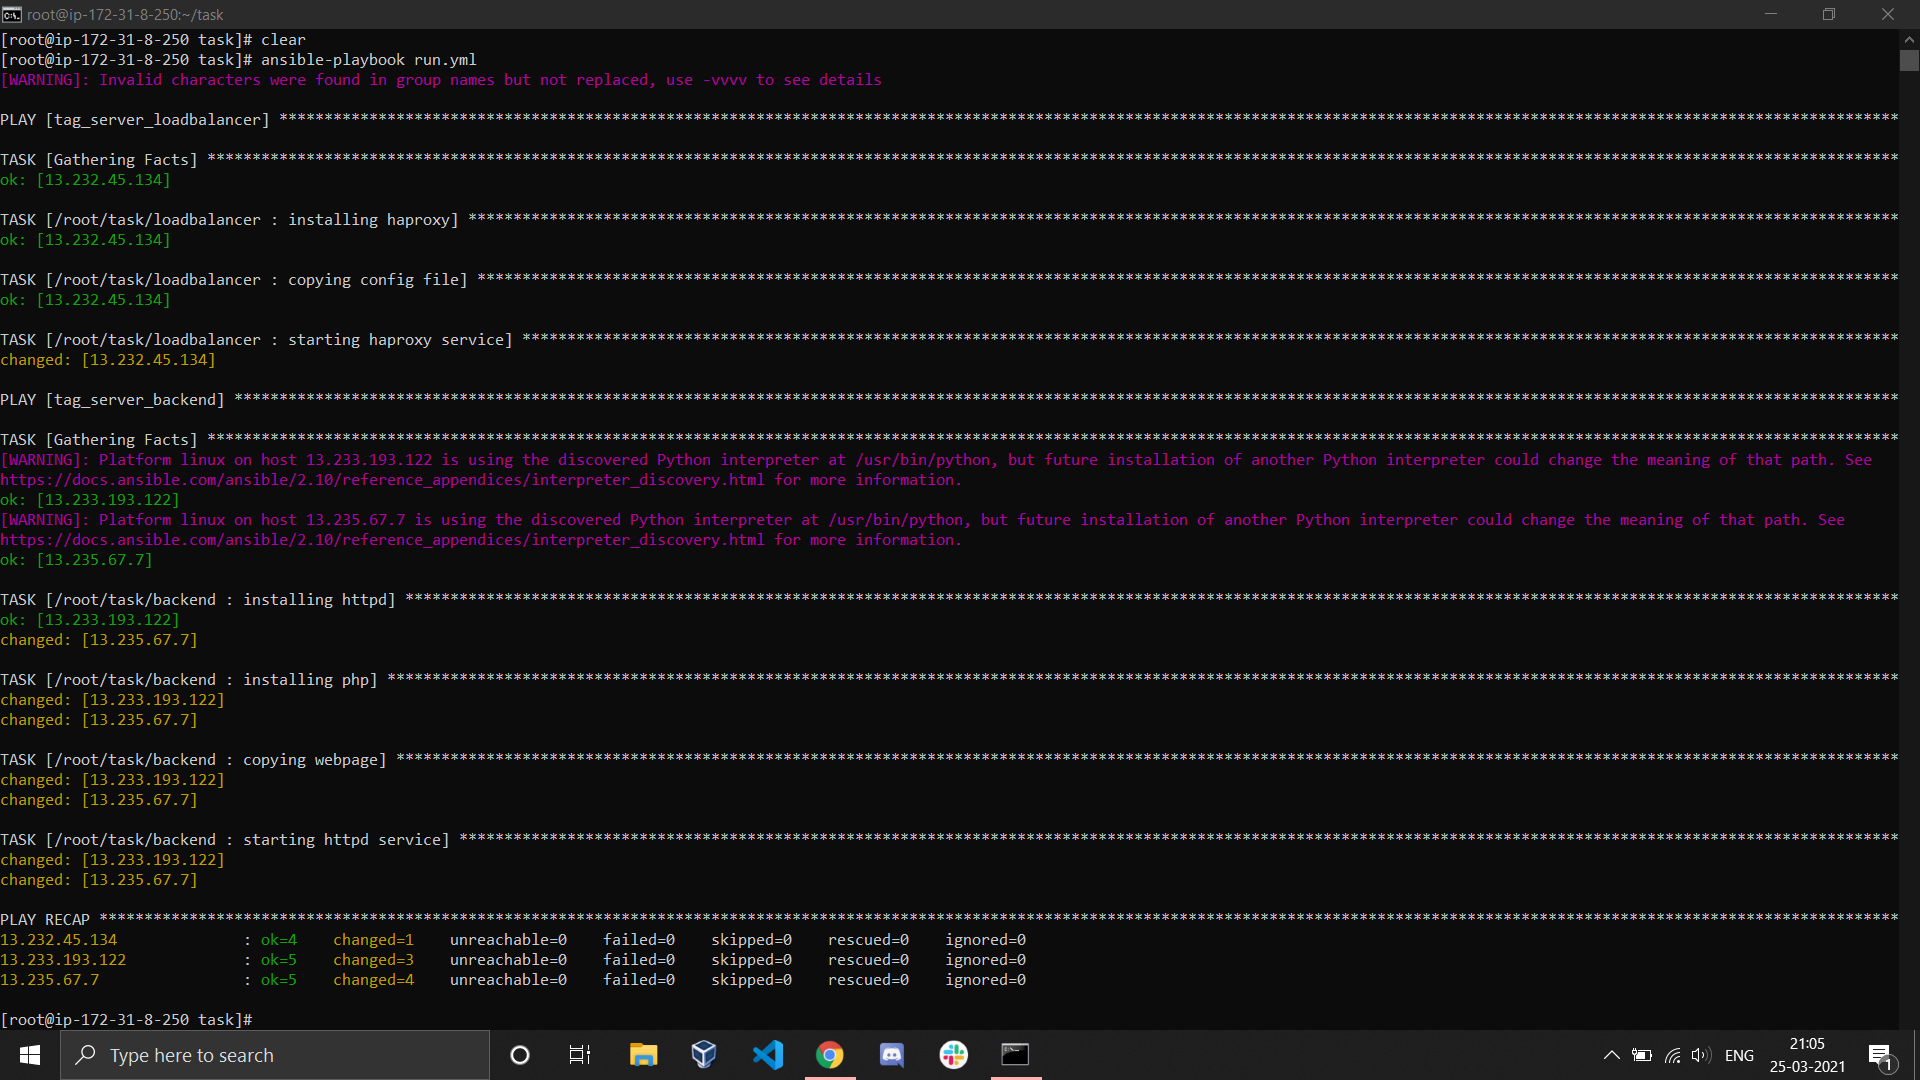 root@ip-172-31-8-250:~/task
[root@ip-172-31-8-250 task]# clear
[root@ip-172-31-8-250 task]# ansible-playbook run.yml
[WARNING]: Invalid characters were found in group names but not replaced, use -vvvv to see details
PLAY [tag_server_loadbalancer] ************************************************************
TASK [Gathering Facts] ************************************************************
ok: [13.232.45.134]
TASK [/root/task/loadbalancer : installing haproxy] ************************************************************
ok: [13.232.45.134]
TASK [/root/task/loadbalancer : copying config file] ************************************************************
ok: [13.232.45.134]
TASK [/root/task/loadbalancer : starting haproxy service] ************************************************************
changed: [13.232.45.134]
PLAY [tag_server_backend] ************************************************************
TASK [Gathering Facts] ************************************************************
[WARNING]: Platform linux on host 13.233.193.122 is using the discovered Python interpreter at /usr/bin/python, but future installation of another Python interpreter could change the meaning of that path. See
https://docs.ansible.com/ansible/2.10/reference_appendices/interpreter_discovery.html for more information.
ok: [13.233.193.122]
[WARNING]: Platform linux on host 13.235.67.7 is using the discovered Python interpreter at /usr/bin/python, but future installation of another Python interpreter could change the meaning of that path. See
https://docs.ansible.com/ansible/2.10/reference_appendices/interpreter_discovery.html for more information.
ok: [13.235.67.7]
TASK [/root/task/backend : installing httpd] ************************************************************
ok: [13.233.193.122]
changed: [13.235.67.7]
TASK [/root/task/backend : installing php] ************************************************************
changed: [13.233.193.122]
changed: [13.235.67.7]
TASK [/root/task/backend : copying webpage] ************************************************************
changed: [13.233.193.122]
changed: [13.235.67.7]
TASK [/root/task/backend : starting httpd service] ************************************************************
changed: [13.233.193.122]
changed: [13.235.67.7]
PLAY RECAP ************************************************************
13.232.45.134 : ok=4 changed=1 unreachable=0 failed=0 skipped=0 rescued=0 ignored=0
13.233.193.122 : ok=5 changed=3 unreachable=0 failed=0 skipped=0 rescued=0 ignored=0
13.235.67.7 : ok=5 changed=4 unreachable=0 failed=0 skipped=0 rescued=0 ignored=0
[root@ip-172-31-8-250 task]#
Type here to search
ENG
21:05
25-03-2021
1